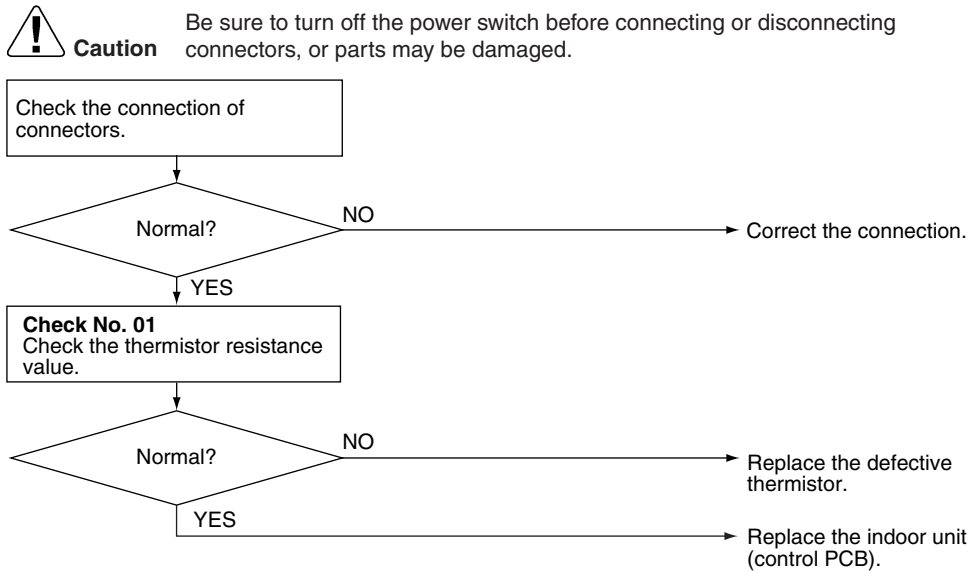 Be sure to turn off the power switch before connecting or disconnecting
Caution connectors, or parts may be damaged.
Check the connection of
connectors.
Normal?
NO
Correct the connection.
YES
Check No. 01
Check the thermistor resistance
value.
Normal?
NO
Replace the defective
thermistor.
YES
Replace the indoor unit
(control PCB).